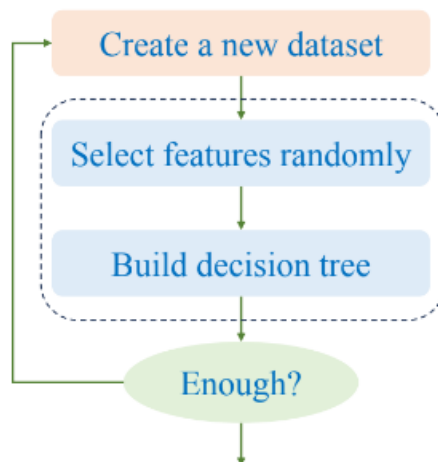 Create a new dataset
Select features randomly
Build decision tree
Enough?